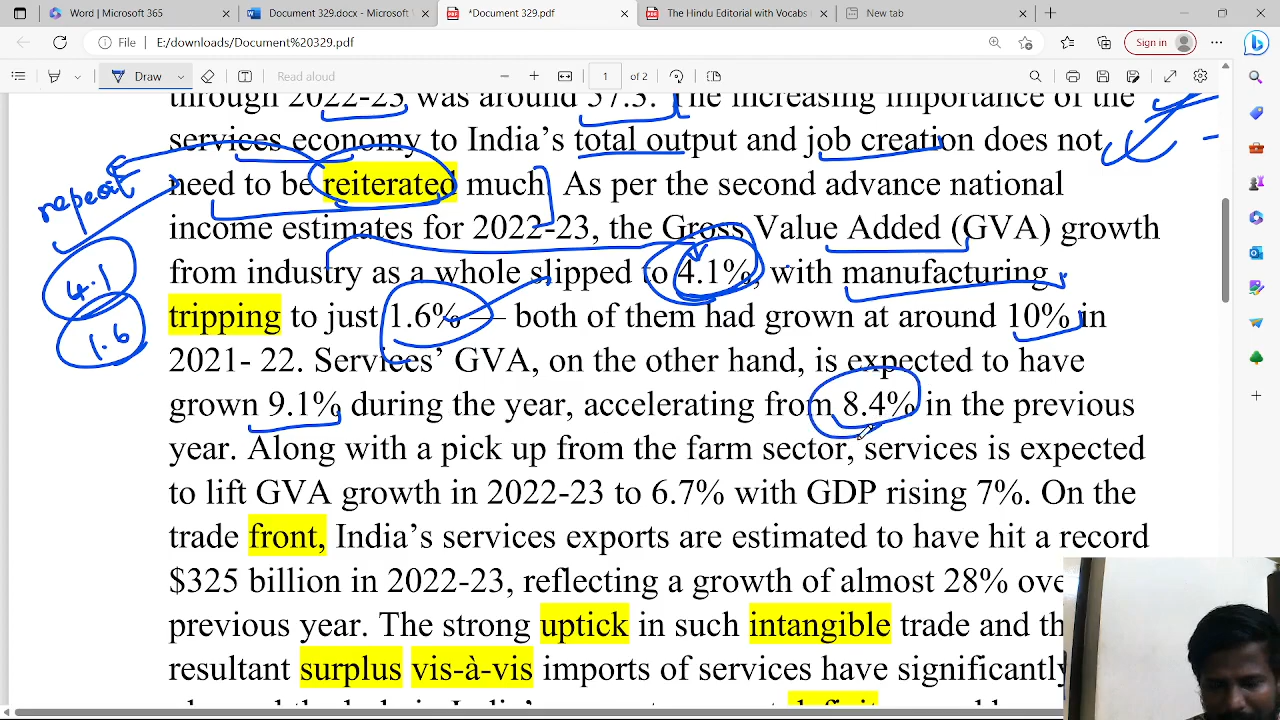 Word | Microsoft 365
Document 329.docx - Microsoft
*Document 329.pdf
The Hindu Editorial with Vocabs
New tab
File
E:/downloads/Document%20329.pdf
Sign in
Draw
Read aloud
1
of 2
through 2022-23 was around 57.3. The increasing importance of the
services economy to India's total output and job creation does not
need to be reiterated much. As per the second advance national
repeat
income estimates for 2022-23, the Gross Value Added (GVA) growth
from industry as a whole slipped to 4.1%, with manufacturing
4.1
tripping to just 1.6% — both of them had grown at around 10% in
1.6
2021- 22. Services' GVA, on the other hand, is expected to have
grown 9.1% during the year, accelerating from 8.4% in the previous
year. Along with a pick up from the farm sector, services is expected
to lift GVA growth in 2022-23 to 6.7% with GDP rising 7%. On the
trade front, India's services exports are estimated to have hit a record
$325 billion in 2022-23, reflecting a growth of almost 28% ove
previous year. The strong uptick in such intangible trade and th
resultant surplus vis-à-vis imports of services have significantly